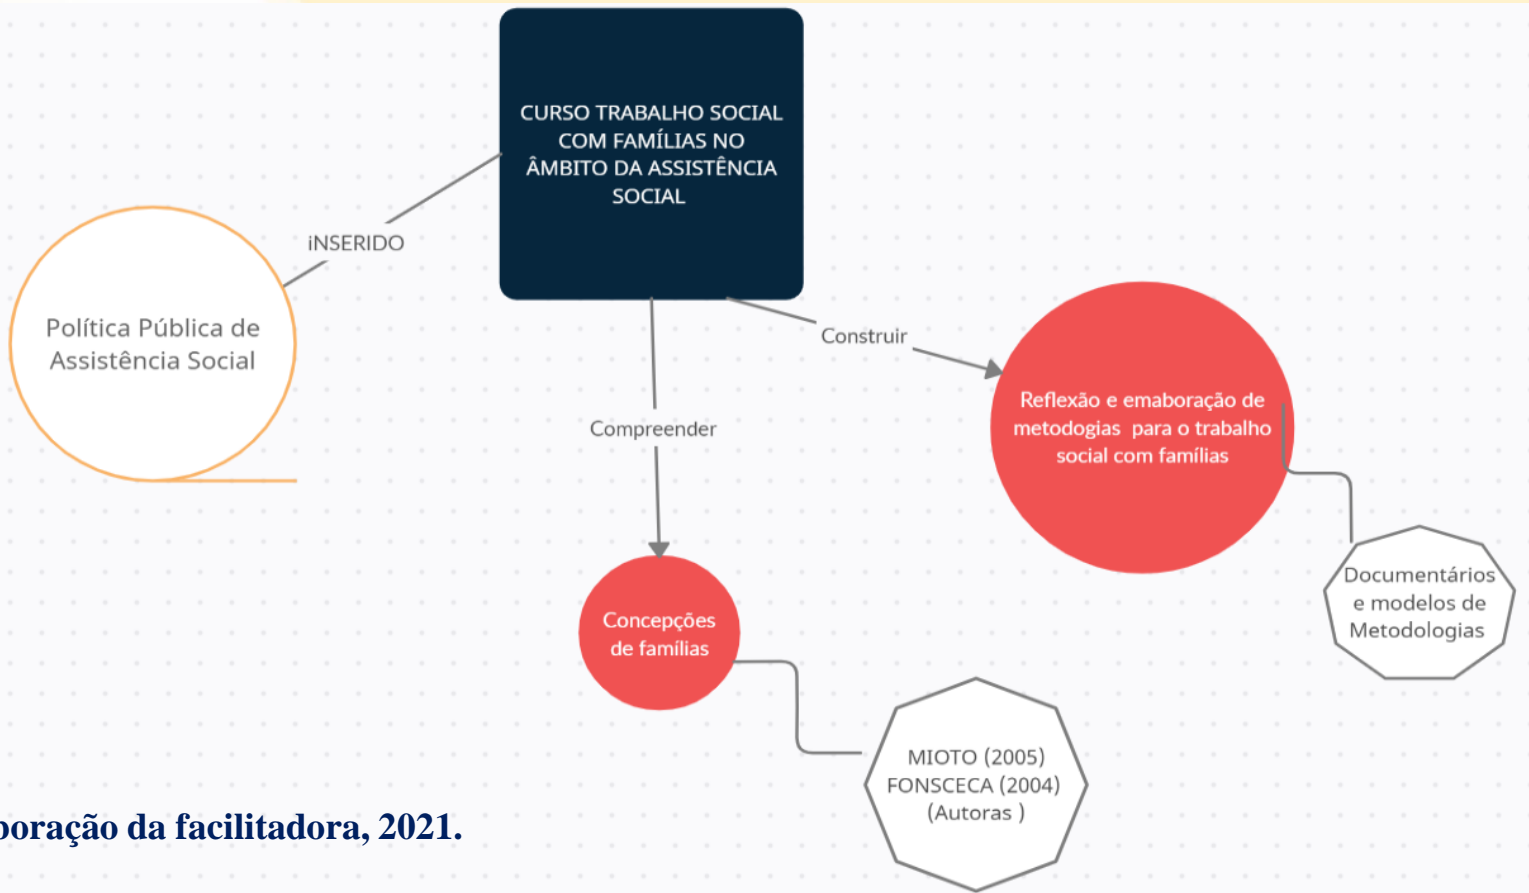 CURSO TRABALHO SOCIAL
COM FAMÍLIAS NO
ÂMBITO DA ASSISTÊNCIA
SOCIAL
iNSERIDO
Política Pública de
Assistência Social
Construir
Reflexão e emaboração de
metodogias para o trabalho
social com famílias
Compreender
Documentários
e modelos de
Metodologias
Concepções
de famílias
MIOTO (2005)
FONSCECA (2004)
(Autoras )
da facilitadora, 2021.